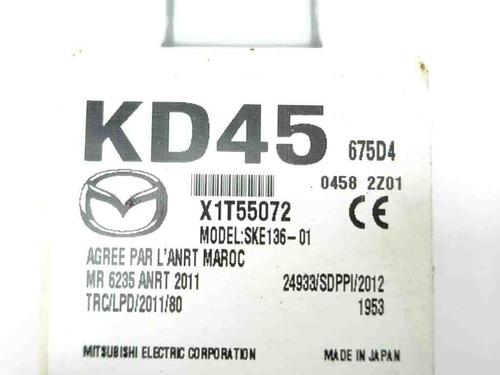 KD45 675D4
0458 2Z01
X1T55072 CE
MODEL:SKE136-01
AGREE PAR L'ANRT MAROC
MR 6235 ANRT 2011 24933/SDPPI/2012
TRC/LPD/2011/80 1953
MITSUBISHI ELECTRIC CORPORATION MADE IN JAPAN